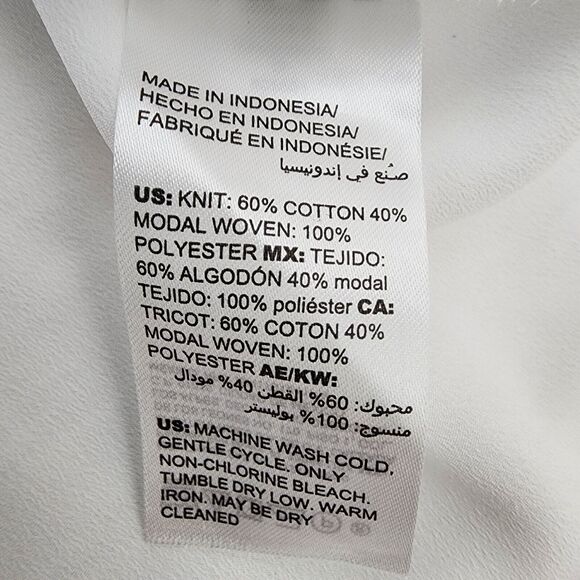 MADE IN INDONESIA/
HECHO EN INDONESIA/
FABRIQUÉ EN INDONÉSIE/
صُنع في إندونيسيا
US: KNIT: 60% COTTON 40%
MODAL WOVEN: 100%
POLYESTER MX: TEJIDO:
60% ALGODÓN 40% modal
TEJIDO: 100% poliéster CA:
TRICOT: 60% COTON 40%
MODAL WOVEN: 100%
POLYESTER AE/KW:
محبوك: 60% القطن 40% مودال
منسوج: 100% بوليستر
US: MACHINE WASH COLD,
GENTLE CYCLE. ONLY
NON-CHLORINE BLEACH.
TUMBLE DRY LOW. WARM
IRON. MAY BE DRY
CLEANED